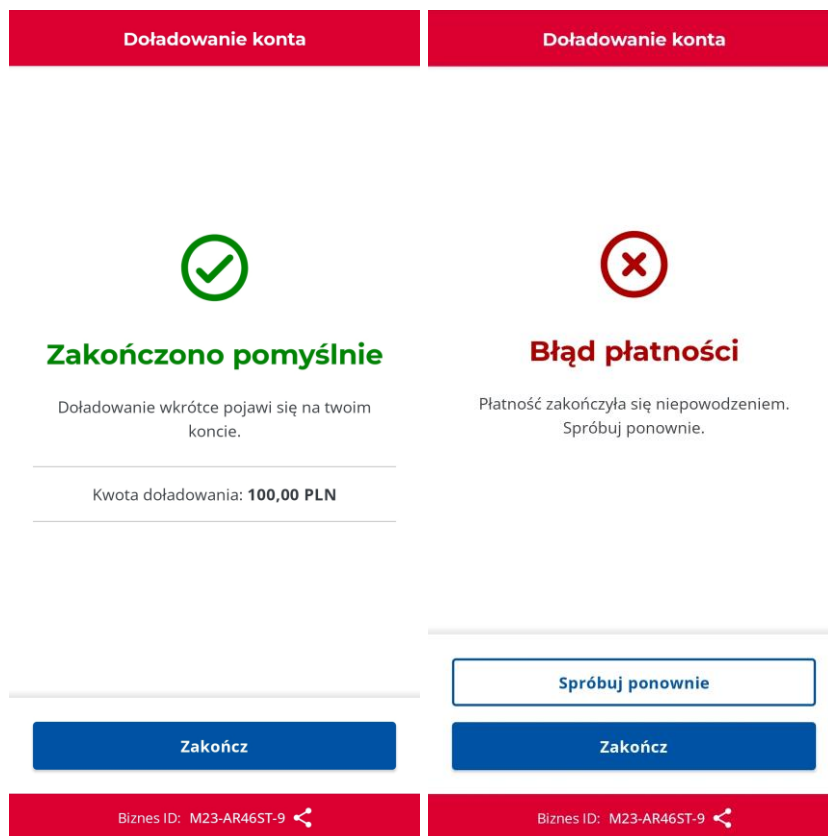 Doładowanie konta
Zakończono pomyślnie
Doładowanie wkrótce pojawi się na twoim
koncie.
Kwota doładowania: 100,00 PLN
Zakończ
Biznes ID: M23-AR46ST-9
Doładowanie konta
Błąd płatności
Płatność zakończyła się niepowodzeniem.
Spróbuj ponownie.
Spróbuj ponownie
Zakończ
Biznes ID: M23-AR46ST-9